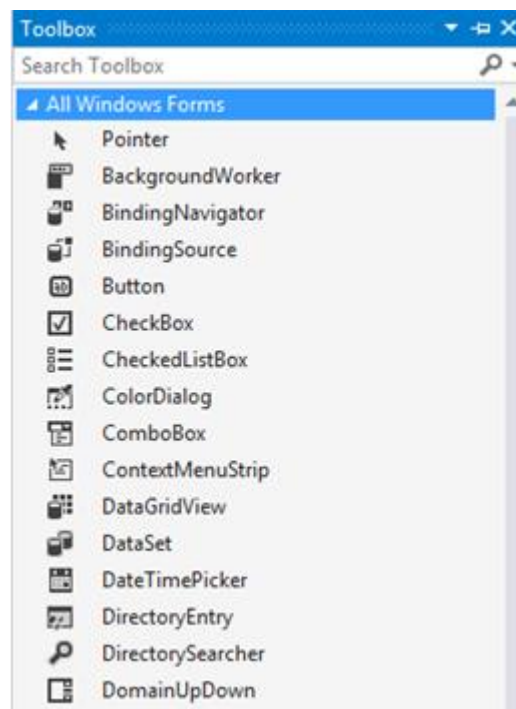 Toolbox
Search Toolbox
All Windows Forms
Pointer
BackgroundWorker
BindingNavigator
BindingSource
Button
CheckBox
CheckedListBox
ColorDialog
ComboBox
ContextMenuStrip
DataGridView
DataSet
DateTimePicker
DirectoryEntry
DirectorySearcher
DomainUpDown